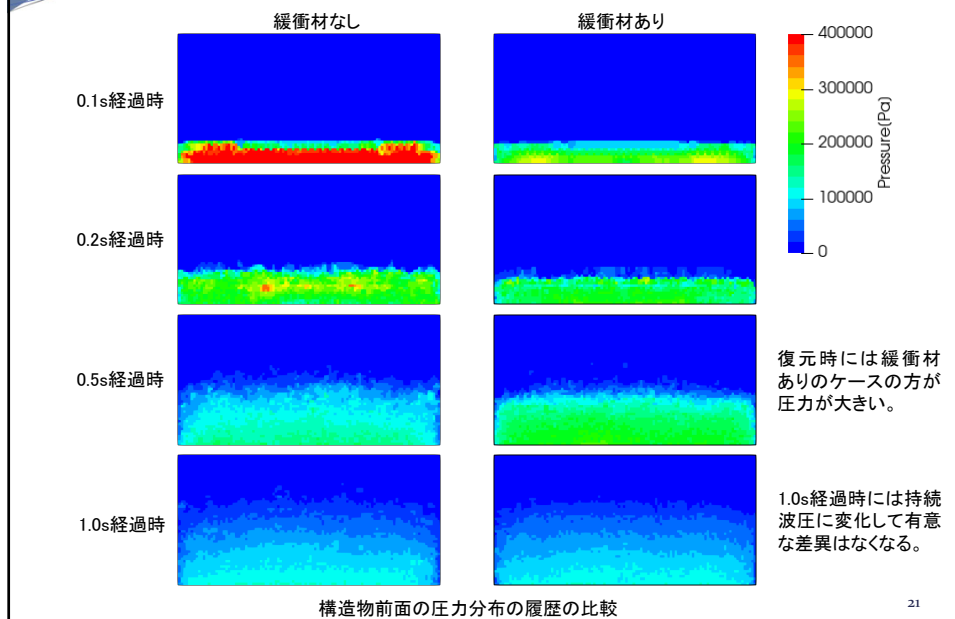 緩衝材なし
緩衝材あり
0.1s経過時
400000
300000
200000
100000
0
Pressure(Pa)
0.2s経過時
0.5s経過時
復元時には緩衝材
ありのケースの方が
圧力が大きい。
1.0s経過時
1.0s経過時には持続
波圧に変化して有意
な差異はなくなる。
構造物前面の圧力分布の履歴の比較
21